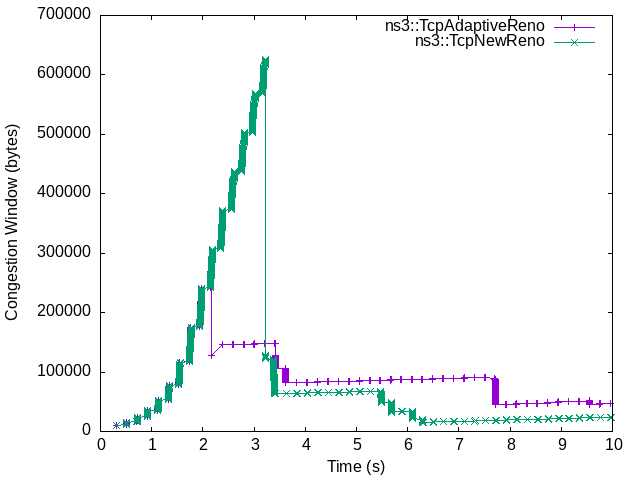 ns3::TcpAdaptiveReno
ns3::TcpNewReno
700000
600000
500000
400000
300000
200000
100000
0
Congestion Window (bytes)
0 1 2 3 4 5 6 7 8 9 10
Time (s)